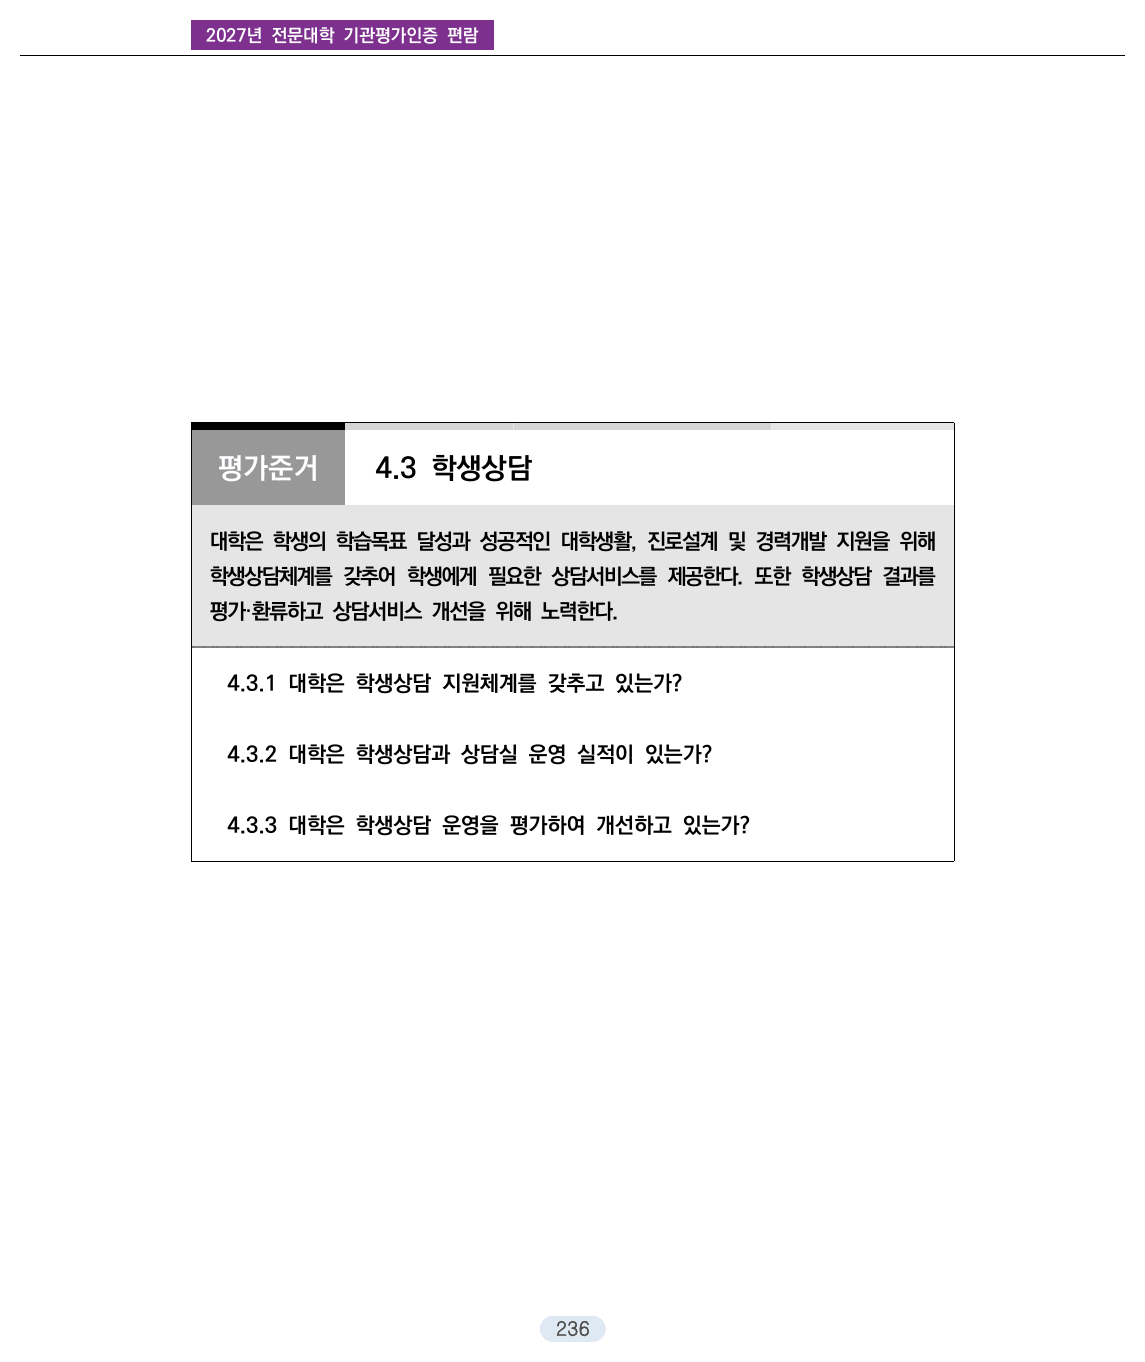 2027년 전문대학 기관평가인증 편람
평가준거
4.3 학생상담
대학은 학생의 학습목표 달성과 성공적인 대학생활, 진로설계 및 경력개발 지원을 위해
학생상담체계를 갖추어 학생에게 필요한 상담서비스를 제공한다. 또한 학생상담 결과를
평가·환류하고 상담서비스 개선을 위해 노력한다.
4.3.1 대학은 학생상담 지원체계를 갖추고 있는가?
4.3.2 대학은 학생상담과 상담실 운영 실적이 있는가?
4.3.3 대학은 학생상담 운영을 평가하여 개선하고 있는가?
236